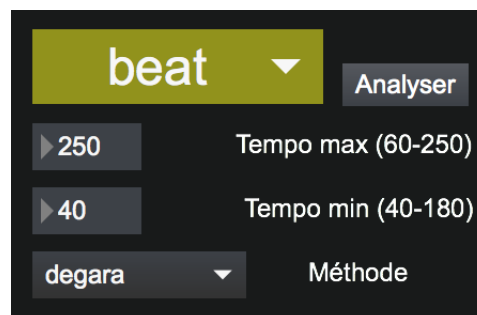 beat
Analyser
250 Tempo max (60-250)
40 Tempo min (40-180)
degara Méthode